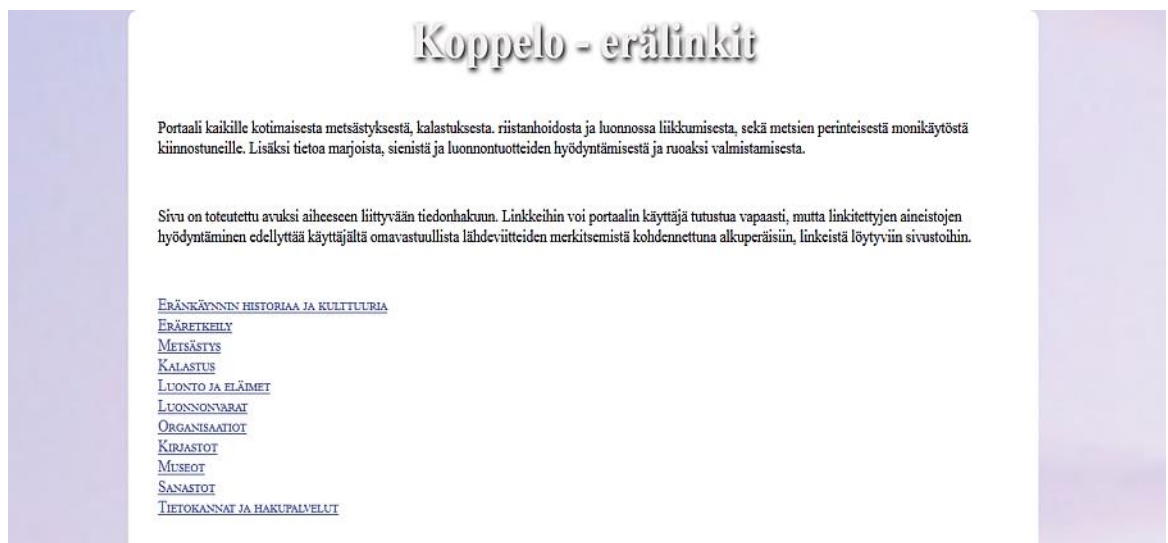 Koppelo - erälinkit
Portaali kaikille kotimaisesta metsästyksestä, kalastuksesta. riistanhoidosta ja luonnossa liikkumisesta, sekä metsien perinteisestä monikäytöstä
kiinnostuneille. Lisäksi tietoa marjoista, sienistä ja luonnontuotteiden hyödyntämisestä ja ruoaksi valmistamisesta.
Sivu on toteutettu avuksi aiheeseen liittyvään tiedonhakuun. Linkkeihin voi portaalin käyttäjä tutustua vapaasti, mutta linkitettyjen aineistojen
hyödyntäminen edellyttää käyttäjältä omavastuullista lähdeviitteiden merkitsemistä kohdennettuna alkuperäisiin, linkeistä löytyviin sivustoihin.
Eränkäynnin historiaa ja kulttuuria
Eräretkeily
Metsästys
Kalastus
Luonto ja eläimet
Luonnonvarat
Organisaatiot
Kirjastot
Museot
Sanastot
Tietokannat ja hakupalvelut